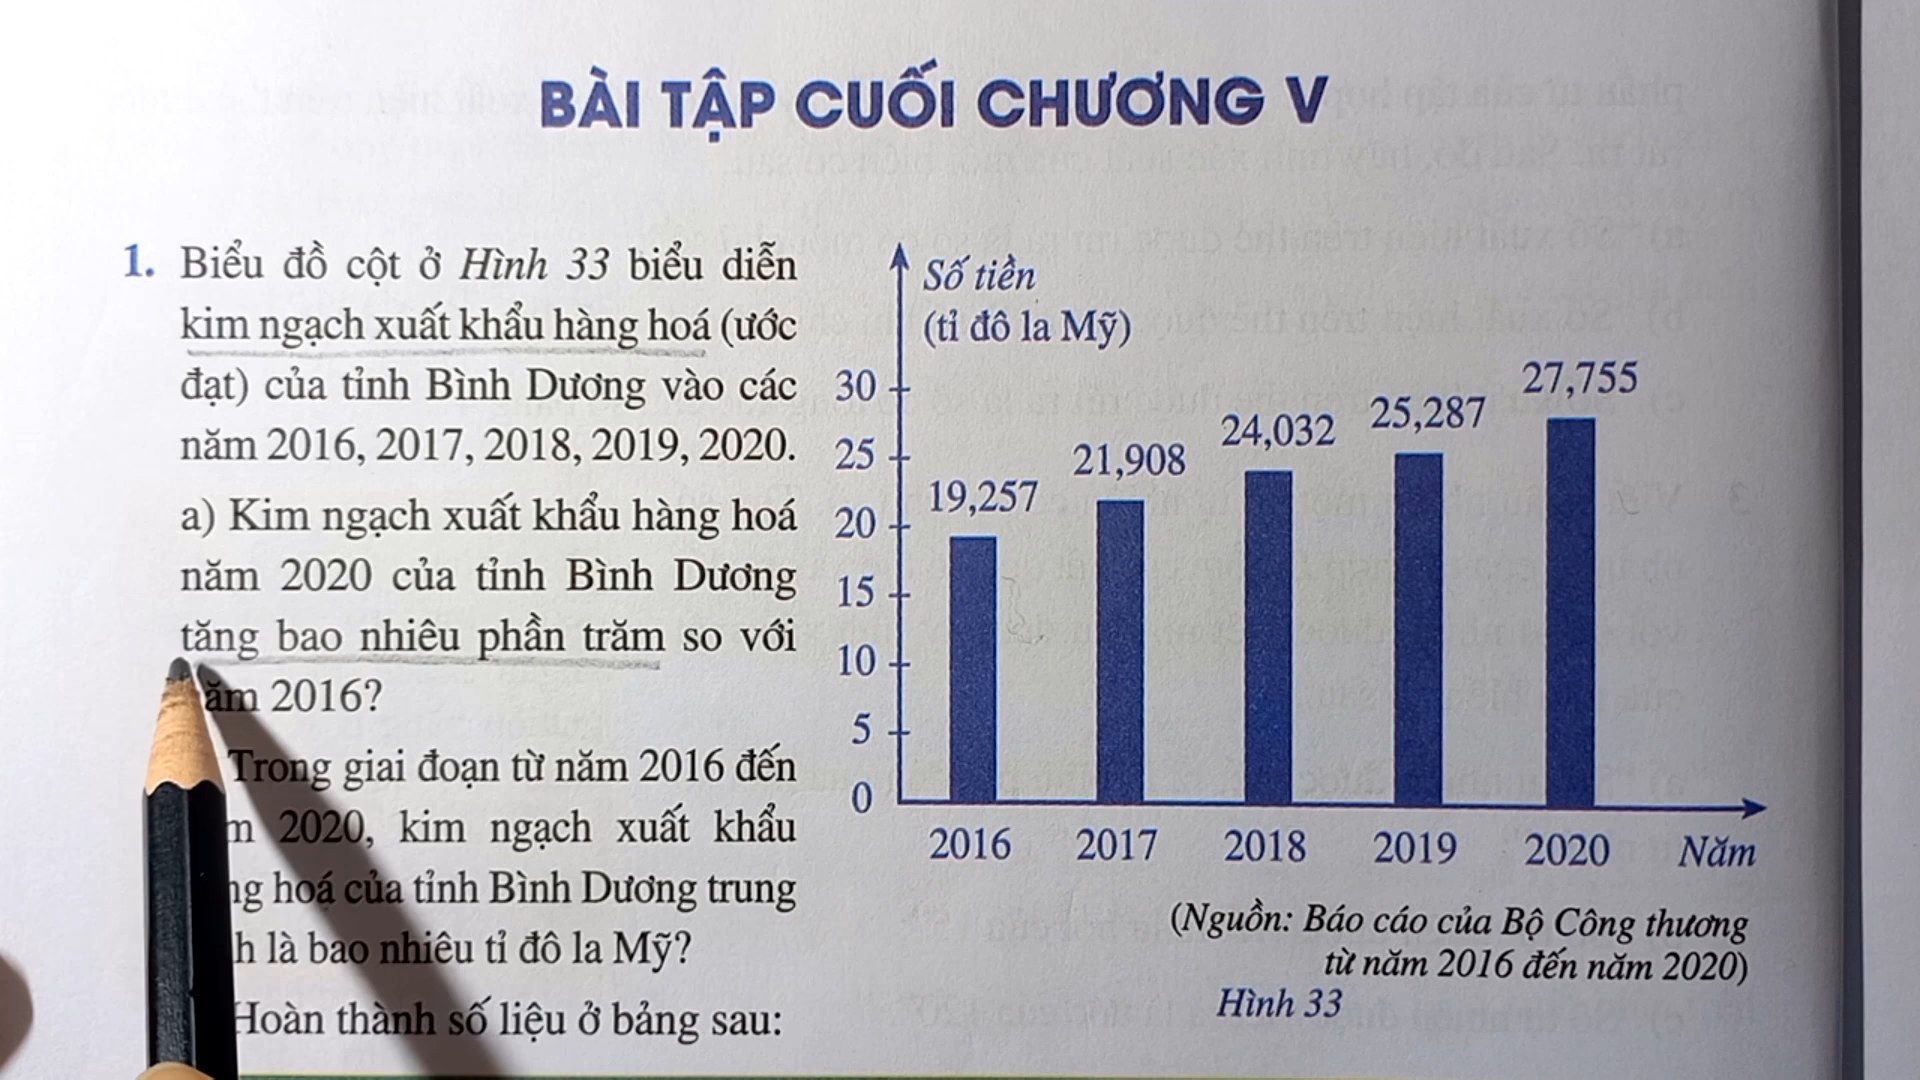 BÀI TẬP CUỐI CHƯƠNG V
1. Biểu đồ cột ở Hình 33 biểu diễn
kim ngạch xuất khẩu hàng hoá (ước
đạt) của tỉnh Bình Dương vào các
năm 2016, 2017, 2018, 2019, 2020.
a) Kim ngạch xuất khẩu hàng hoá
năm 2020 của tỉnh Bình Dương
tăng bao nhiêu phần trăm so với
ăm 2016?
Trong giai đoạn từ năm 2016 đến
m 2020, kim ngạch xuất khẩu
ng hoá của tỉnh Bình Dương trung
h là bao nhiêu tỉ đô la Mỹ?
Hoàn thành số liệu ở bảng sau:
Số tiền
(tỉ đô la Mỹ)
30
25
20
15
10
5
0
19,257
21,908
24,032
25,287
27,755
2016 2017 2018 2019 2020 Năm
(Nguồn: Báo cáo của Bộ Công thương
từ năm 2016 đến năm 2020)
Hình 33